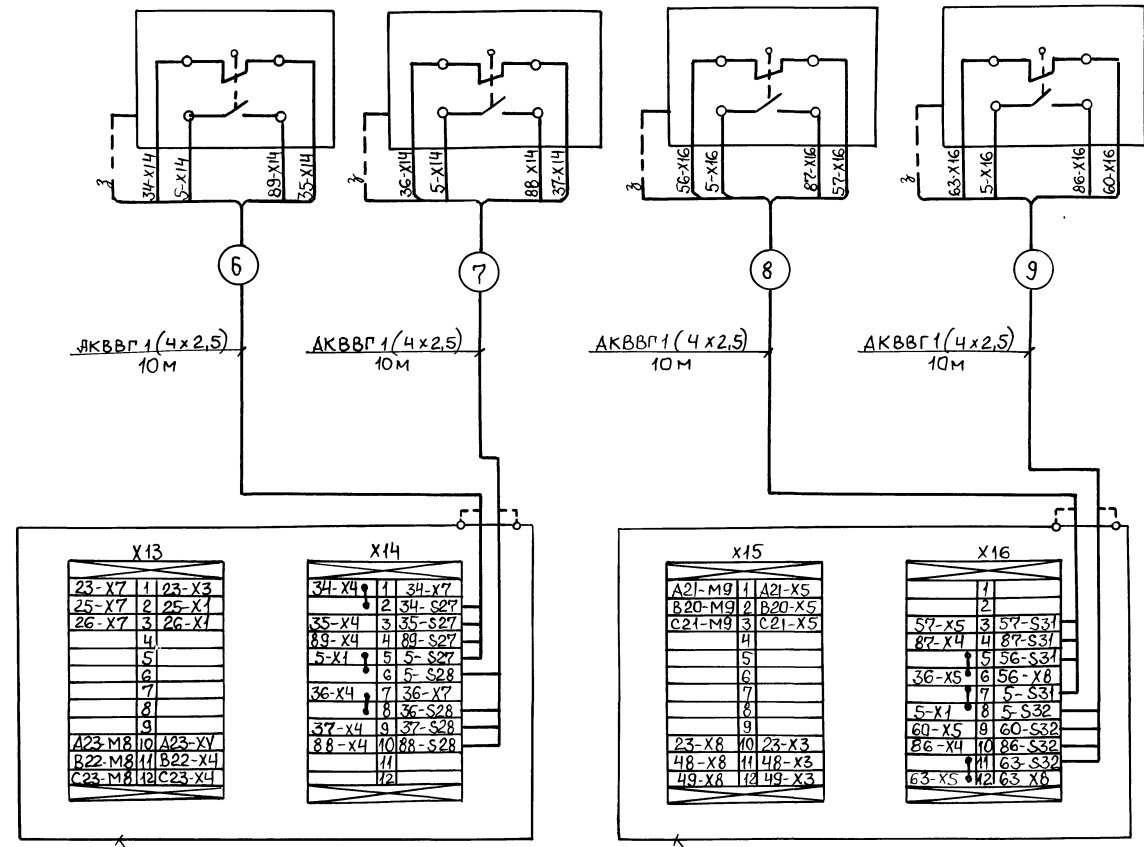 34-X14
5-X14
89-X14
35-X14
36-X14
5-X14
88-X14
37-X14
56-X16
5-X16
87-X16
57-X16
63-X16
5-X16
86-X16
60-X16
6
7
8
9
АКВВГ 1 (4x2,5)
10м
АКВВГ 1 (4x2,5)
10м
АКВВГ 1 (4x2,5)
10м
АКВВГ 1 (4x2,5)
10м
X13
23-X7 1 23-X3
25-X7 2 25-X1
26-X7 3 26-X1
4
5
6
7
8
9
A23-M8 10 A23-XV
B22-M8 11 B22-X4
C23-M8 12 C23-X4
X14
34-X4 1 34-X7
2 34-S27
35-X4 3 35-S27
89-X4 4 89-S27
5-X1 5 5-S27
6 5-S28
36-X4 7 36-X7
8 36-S28
37-X4 9 37-S28
88-X4 10 88-S28
11
12
X15
A21-M9 1 A21-X5
B20-M9 2 B20-X5
C21-M9 3 C21-X5
4
5
6
7
8
9
23-X8 10 23-X3
48-X8 11 48-X3
49-X8 12 49-X3
X16
1
2
57-X5 3 57-S31
87-X4 4 87-S31
5 56-S31
36-X5 6 56-X8
7 5-S31
5-X1 8 5-S32
60-X5 9 60-S32
86-X4 10 86-S32
11 63-S32
63-X5 12 63 X8